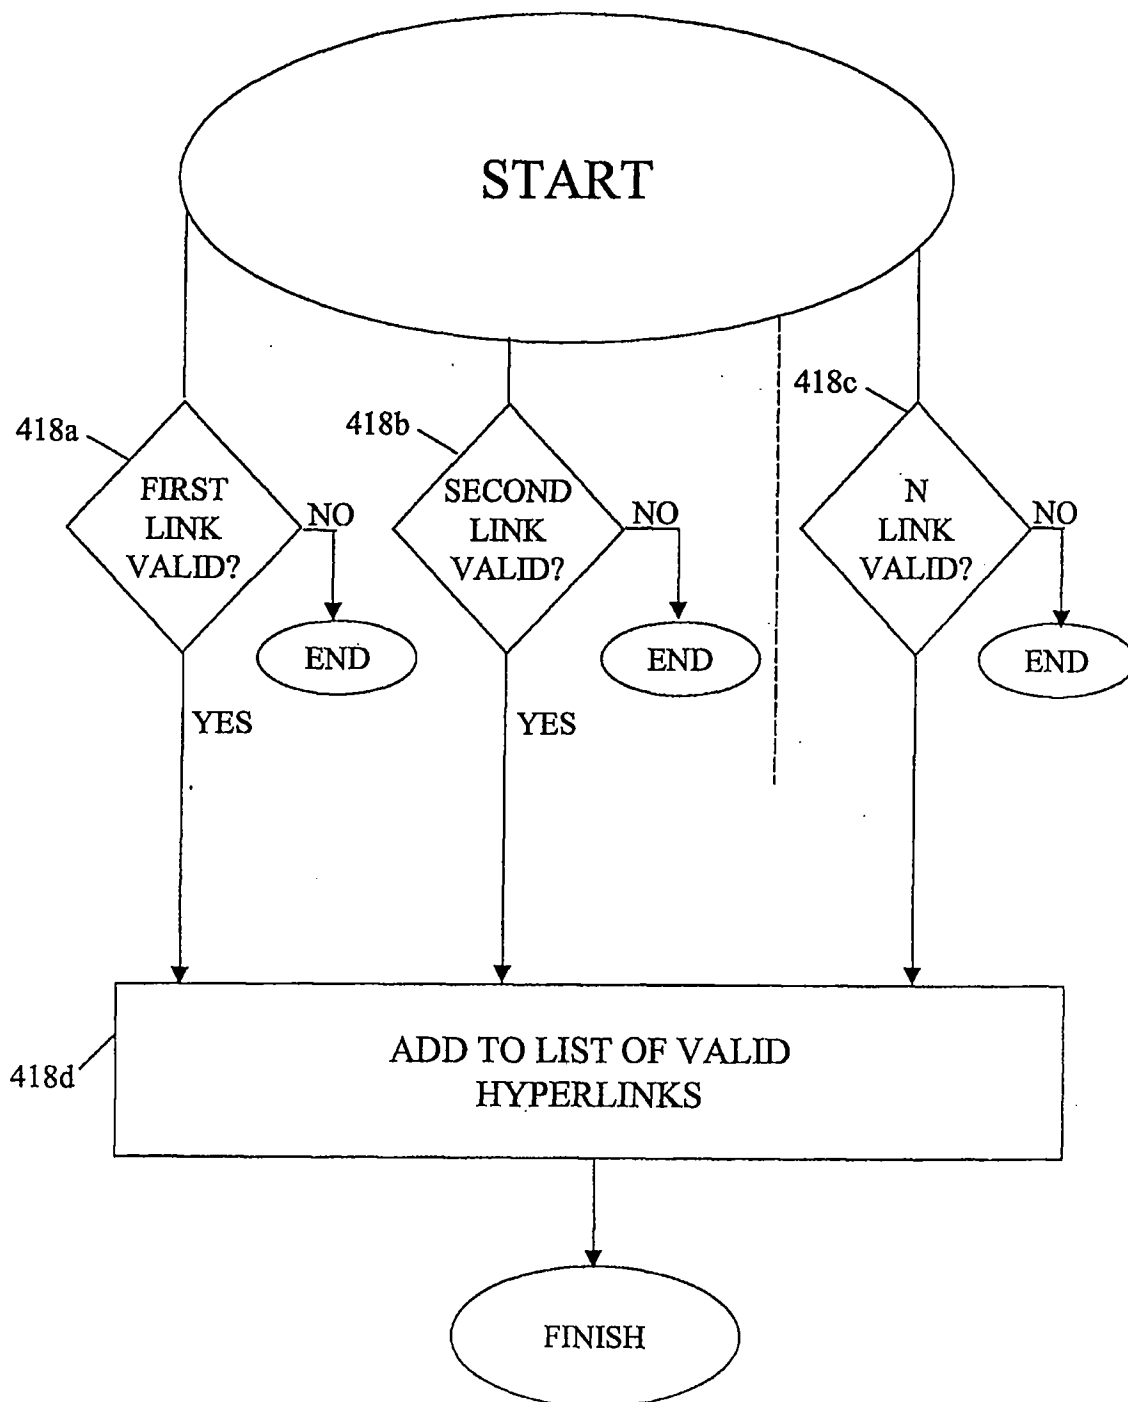 START
418a
418b
418c
FIRST
LINK
VALID?
NO
SECOND
LINK
VALID?
NO
N
LINK
VALID?
NO
END
END
END
YES
YES
418d
ADD TO LIST OF VALID
HYPERLINKS
FINISH